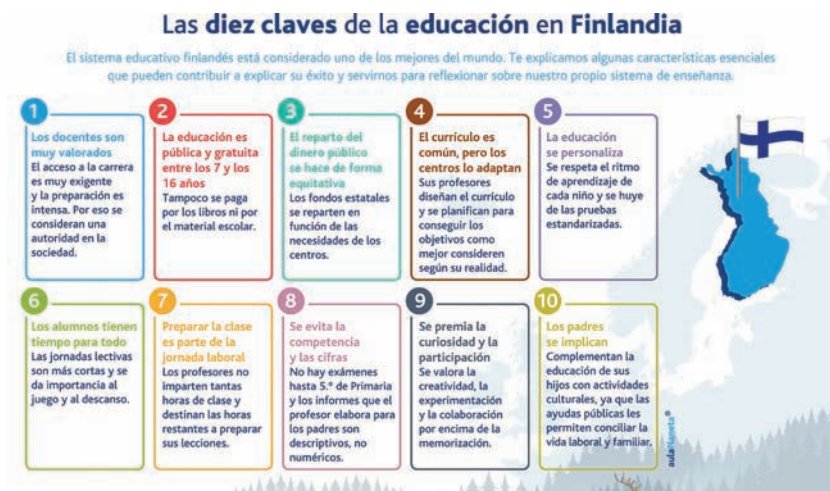 Las diez claves de la educación en Finlandia
El sistema educativo finlandés está considerado uno de los mejores del mundo. Te explicamos algunas características esenciales
que pueden contribuir a explicar su éxito y servirnos para reflexionar sobre nuestro propio sistema de enseñanza.
1
Los docentes son
muy valorados
El acceso a la carrera
es muy exigente
y la preparación es
intensa. Por eso se
consideran una
autoridad en la
sociedad.
2
La educación es
pública y gratuita
entre los 7 y los
16 años
Tampoco se paga
por los libros ni por
el material escolar.
3
El reparto del
dinero público
se hace de forma
equitativa
Los fondos estatales
se reparten en
función de las
necesidades de los
centros.
4
El currículo es
común, pero los
centros lo adaptan
Sus profesores
diseñan el currículo
y se planifican para
conseguir los
objetivos como
mejor consideren
según su realidad.
5
La educación
se personaliza
Se respeta el ritmo
de aprendizaje de
cada niño y se huye
de las pruebas
estandarizadas.
6
Los alumnos tienen
tiempo para todo
Las jornadas lectivas
son más cortas y se
da importancia al
juego y al descanso.
7
Preparar la clase
es parte de la
jornada laboral
Los profesores no
imparten tantas
horas de clase y
destinan las horas
restantes a preparar
sus lecciones.
8
Se evita la
competencia
y las cifras
No hay exámenes
hasta 5.º de Primaria
y los informes que el
profesor elabora para
los padres son
descriptivos, no
numéricos.
9
Se premia la
curiosidad y la
participación
Se valora la
creatividad, la
experimentación
y la colaboración
por encima de la
memorización.
10
Los padres
se implican
Complementan la
educación de sus
hijos con actividades
culturales, ya que las
ayudas públicas les
permiten conciliar la
vida laboral y familiar.
aulaPlaneta®